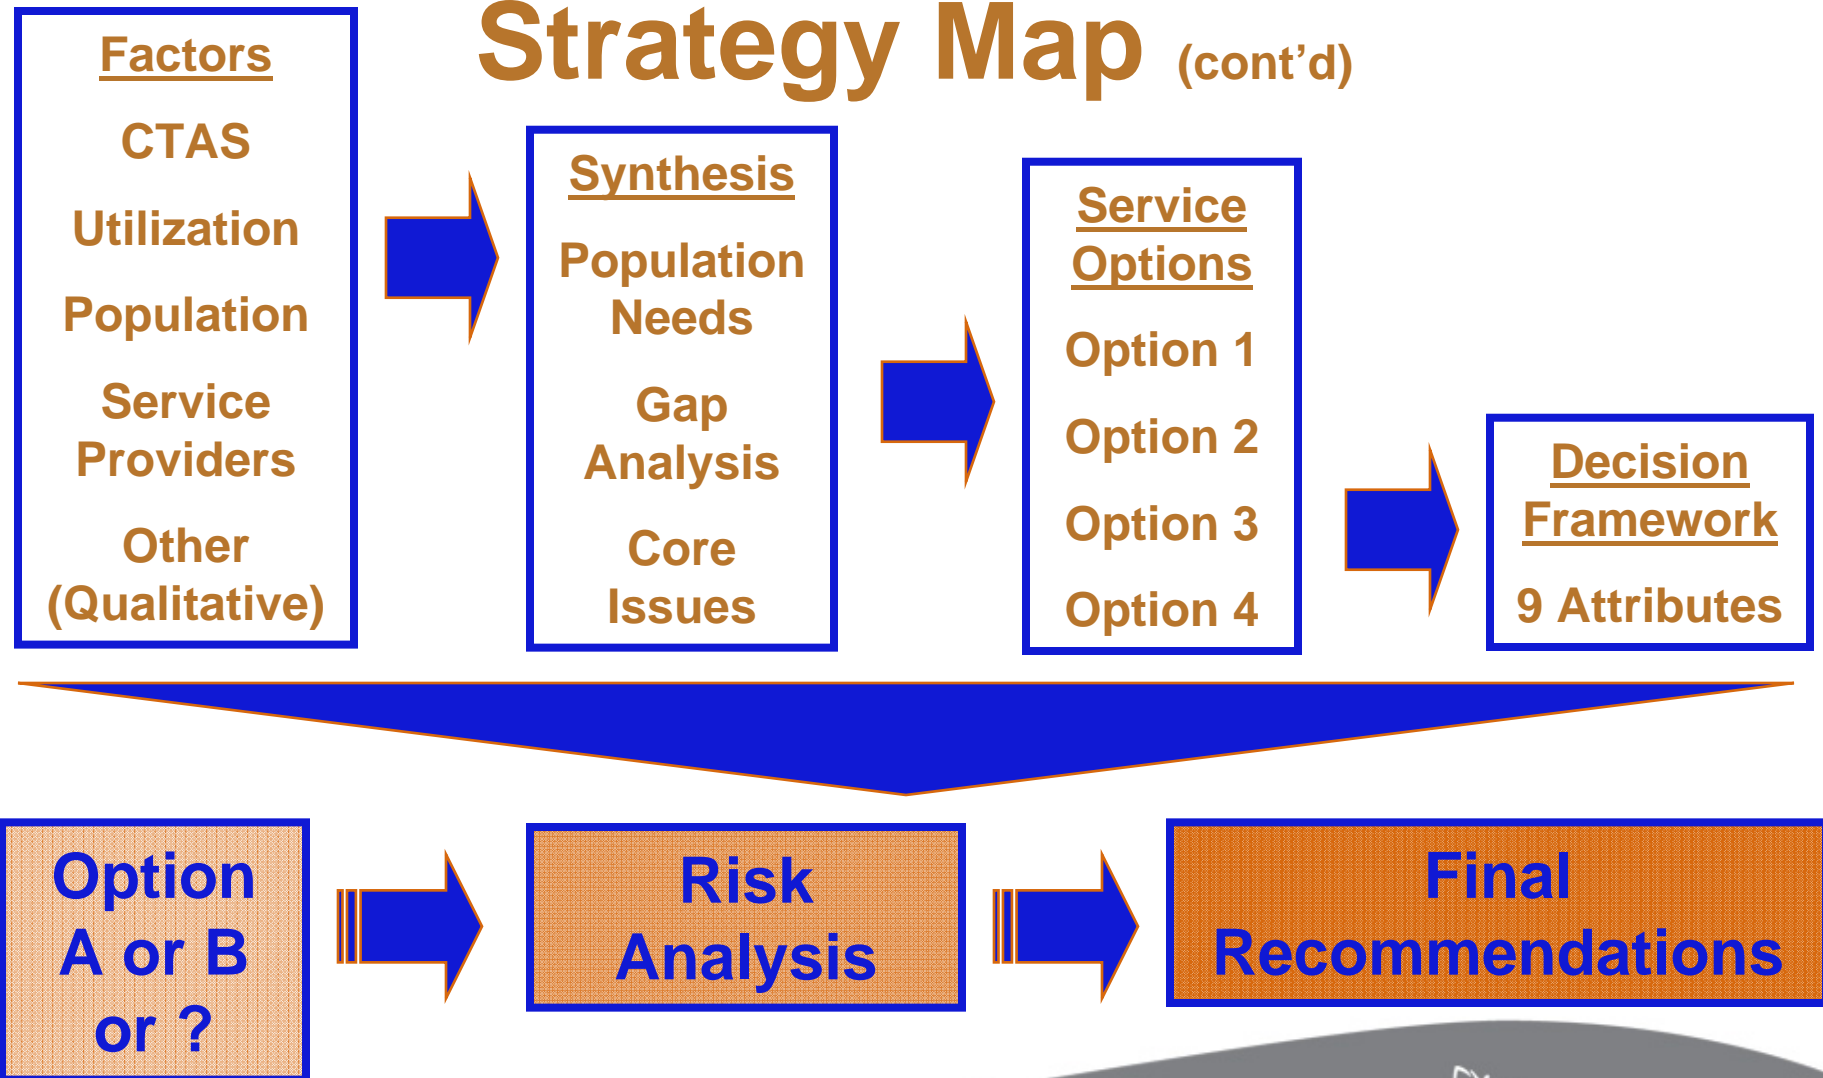 Strategy Map (cont’d)
Factors
CTAS
Utilization
Population
Service
Providers
Other
(Qualitative)
Synthesis
Population
Needs
Gap
Analysis
Core
Issues
Service
Options
Option 1
Option 2
Option 3
Option 4
Decision
Framework
9 Attributes
Option
A or B
or ?
Risk
Analysis
Final
Recommendations